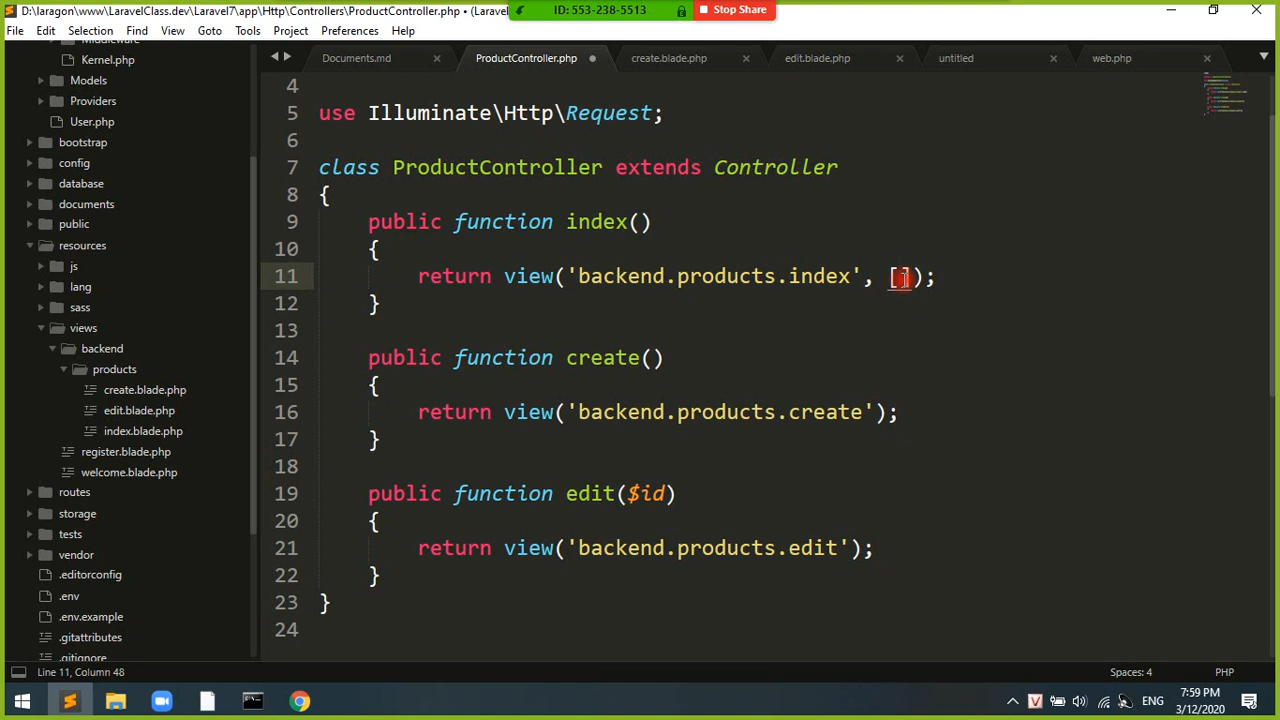 D:\laragon\www\LaravelClass.dev\Laravel7\app\Http\Controllers\ProductController.php • (Larave
ID: 553-238-5513
Stop Share
File Edit Selection Find View Goto Tools Project Preferences Help
Documents.md
ProductController.php
create.blade.php
edit.blade.php
untitled
web.php
Middleware
Kernel.php
Models
Providers
User.php
bootstrap
config
database
documents
public
resources
js
lang
sass
views
backend
products
create.blade.php
edit.blade.php
index.blade.php
register.blade.php
welcome.blade.php
routes
storage
tests
vendor
.editorconfig
.env
.env.example
.gitattributes
.gitignore
4
5 use Illuminate\Http\Request;
6
7 class ProductController extends Controller
8 {
9 public function index()
10 {
11 return view('backend.products.index', []);
12 }
13
14 public function create()
15 {
16 return view('backend.products.create');
17 }
18
19 public function edit($id)
20 {
21 return view('backend.products.edit');
22 }
23 }
24
Line 11, Column 48
Spaces: 4
PHP
ENG
7:59 PM
3/12/2020